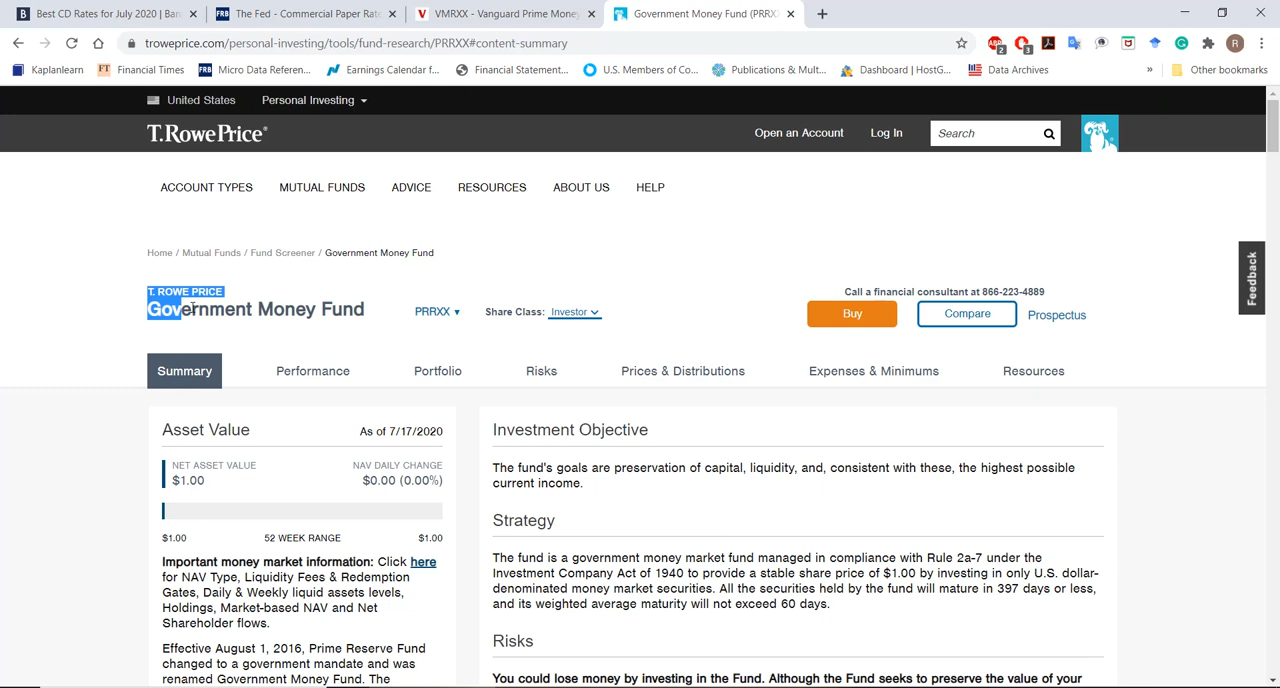 Best CD Rates for July 2020 | Ban
The Fed - Commercial Paper Rate
VMRXX - Vanguard Prime Money
Government Money Fund (PRRX
troweprice.com/personal-investing/tools/fund-research/PRRXX#content-summary
Kaplanlearn
Financial Times
Micro Data Referen...
Earnings Calendar f...
Financial Statement...
U.S. Members of Co...
Publications & Mult...
Dashboard | HostG...
Data Archives
»
Other bookmarks
United States
Personal Investing
T.RowePrice®
Open an Account
Log In
Search
ACCOUNT TYPES
MUTUAL FUNDS
ADVICE
RESOURCES
ABOUT US
HELP
Home / Mutual Funds / Fund Screener / Government Money Fund
Feedback
T. ROWE PRICE
Government Money Fund
PRRXX
Share Class: Investor
Call a financial consultant at 866-223-4889
Buy
Compare
Prospectus
Summary
Performance
Portfolio
Risks
Prices & Distributions
Expenses & Minimums
Resources
Asset Value
As of 7/17/2020
NET ASSET VALUE
NAV DAILY CHANGE
$1.00
$0.00 (0.00%)
$1.00
52 WEEK RANGE
$1.00
Important money market information: Click here
for NAV Type, Liquidity Fees & Redemption
Gates, Daily & Weekly liquid assets levels,
Holdings, Market-based NAV and Net
Shareholder flows.
Effective August 1, 2016, Prime Reserve Fund
changed to a government mandate and was
renamed Government Money Fund. The
Investment Objective
The fund's goals are preservation of capital, liquidity, and, consistent with these, the highest possible
current income.
Strategy
The fund is a government money market fund managed in compliance with Rule 2a-7 under the
Investment Company Act of 1940 to provide a stable share price of $1.00 by investing in only U.S. dollar-
denominated money market securities. All the securities held by the fund will mature in 397 days or less,
and its weighted average maturity will not exceed 60 days.
Risks
You could lose money by investing in the Fund. Although the Fund seeks to preserve the value of your